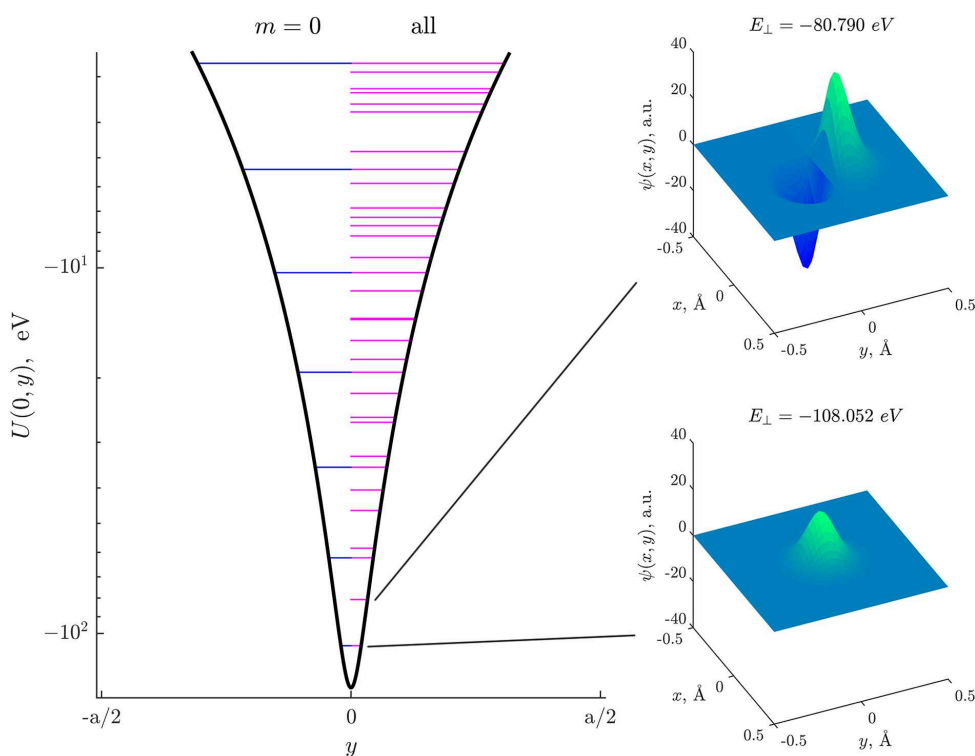 m = 0 all
−10¹
−10²
U(0, y), eV
-a/2 0 a/2
y
E⊥ = −80.790 eV
40
20
0
-20
-40
ψ(x, y), a.u.
-0.5
0
0.5
x, Å
-0.5
0
0.5
y, Å
E⊥ = −108.052 eV
40
20
0
-20
-40
ψ(x, y), a.u.
-0.5
0
0.5
x, Å
-0.5
0
0.5
y, Å